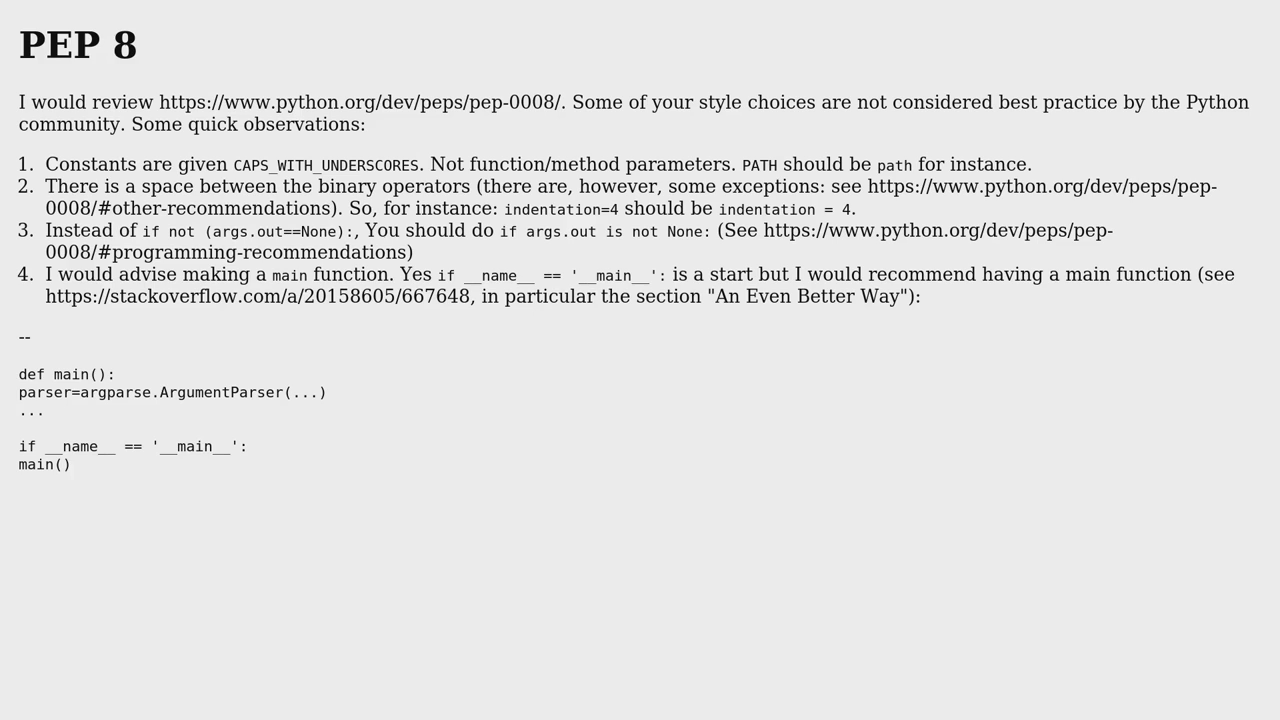 PEP 8
I would review https://www.python.org/dev/peps/pep-0008/. Some of your style choices are not considered best practice by the Python
community. Some quick observations:
1. Constants are given CAPS_WITH_UNDERSCORES. Not function/method parameters. PATH should be path for instance.
2. There is a space between the binary operators (there are, however, some exceptions: see https://www.python.org/dev/peps/pep-
0008/#other-recommendations). So, for instance: indentation=4 should be indentation = 4.
3. Instead of if not (args.out==None):, You should do if args.out is not None: (See https://www.python.org/dev/peps/pep-
0008/#programming-recommendations)
4. I would advise making a main function. Yes if __name__ == '__main__': is a start but I would recommend having a main function (see
https://stackoverflow.com/a/20158605/667648, in particular the section "An Even Better Way"):
--
def main():
parser=argparse.ArgumentParser(...)
...
if __name__ == '__main__':
main()